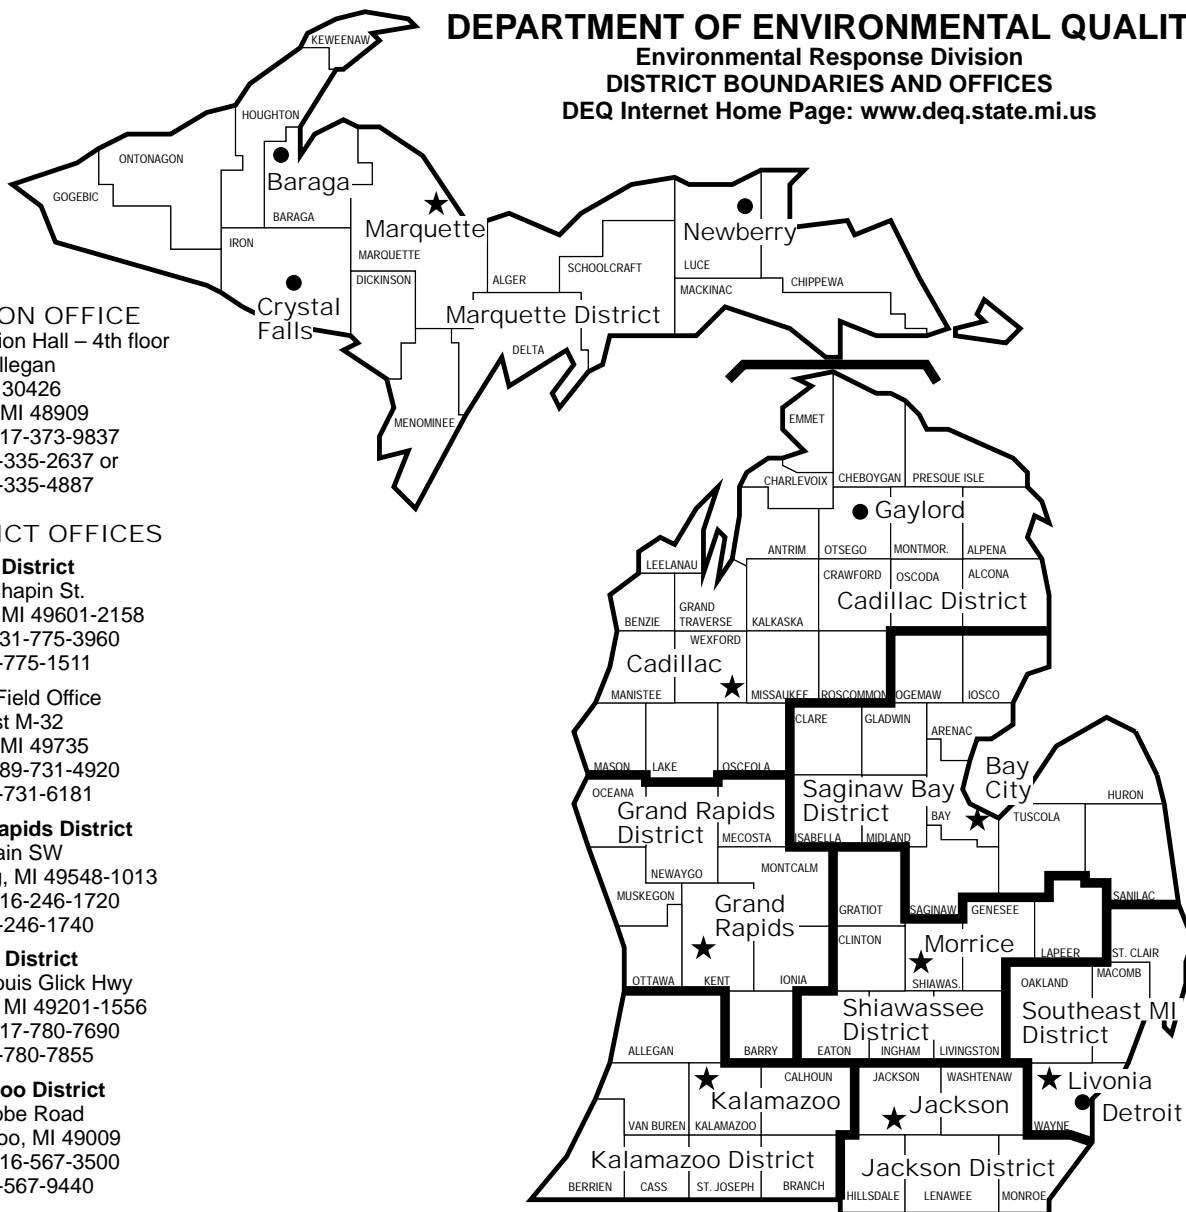 DEPARTMENT OF ENVIRONMENTAL QUALIT
Environmental Response Division
DISTRICT BOUNDARIES AND OFFICES
DEQ Internet Home Page: www.deq.state.mi.us
KEWEENAW
HOUGHTON
ONTONAGON
Baraga
GOGEBIC
BARAGA
Marquette
Newberry
IRON
MARQUETTE
DICKINSON
ALGER
SCHOOLCRAFT
LUCE
MACKINAC
CHIPPEWA
Crystal
Falls
Marquette District
DELTA
MENOMINEE
ON OFFICE
ion Hall – 4th floor
llegan
30426
MI 48909
17-373-9837
-335-2637 or
-335-4887
ICT OFFICES
District
Chapin St.
MI 49601-2158
31-775-3960
-775-1511
Field Office
st M-32
MI 49735
89-731-4920
-731-6181
apids District
ain SW
g, MI 49548-1013
16-246-1720
-246-1740
District
ouis Glick Hwy
MI 49201-1556
17-780-7690
-780-7855
oo District
obe Road
oo, MI 49009
16-567-3500
-567-9440
EMMET
CHARLEVOIX
CHEBOYGAN
PRESQUE ISLE
Gaylord
ANTRIM
OTSEGO
MONTMOR.
ALPENA
LEELANAU
CRAWFORD
OSCODA
ALCONA
Cadillac District
BENZIE
GRAND
TRAVERSE
KALKASKA
WEXFORD
Cadillac
MANISTEE
MISSAUKEE
ROSCOMMON
OGEMAW
IOSCO
CLARE
GLADWIN
ARENAC
MASON
LAKE
OSCEOLA
Bay
City
OCEANA
Grand Rapids
District
MECOSTA
Saginaw Bay
District
ISABELLA
MIDLAND
BAY
TUSCOLA
HURON
NEWAYGO
MONTCALM
MUSKEGON
Grand
Rapids
GRATIOT
SAGINAW
GENESEE
SANILAC
CLINTON
Morrice
LAPEER
ST. CLAIR
OTTAWA
KENT
IONIA
SHIAWAS.
OAKLAND
MACOMB
Shiawassee
District
Southeast MI
District
ALLEGAN
BARRY
EATON
INGHAM
LIVINGSTON
CALHOUN
JACKSON
WASHTENAW
Livonia
Kalamazoo
Jackson
Detroit
VAN BUREN
KALAMAZOO
WAYNE
Kalamazoo District
Jackson District
BERRIEN
CASS
ST. JOSEPH
BRANCH
HILLSDALE
LENAWEE
MONROE